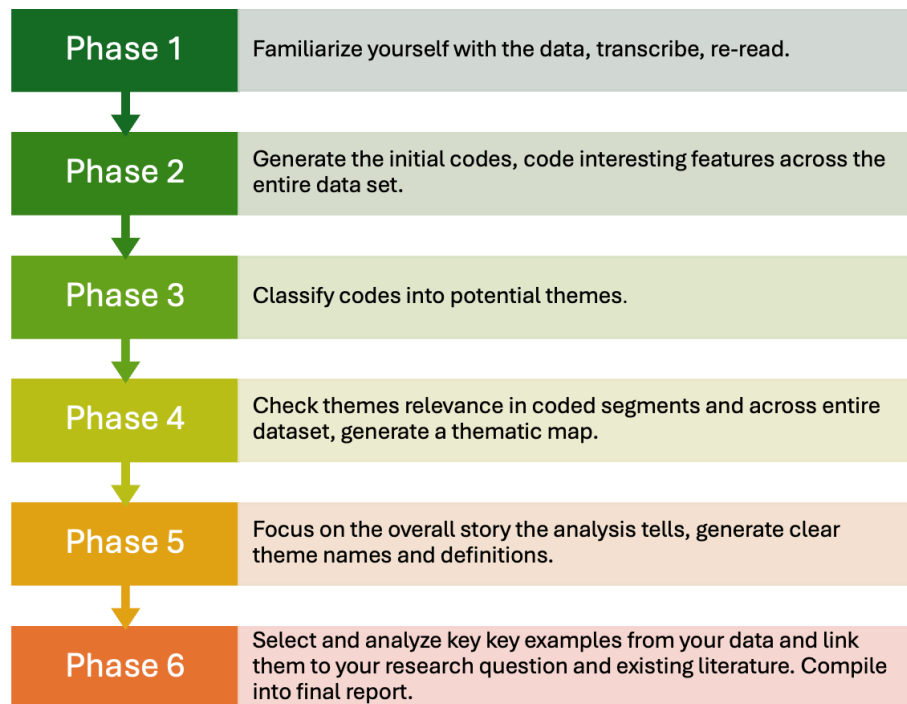 Phase 1
Familiarize yourself with the data, transcribe, re-read.
Phase 2
Generate the initial codes, code interesting features across the
entire data set.
Phase 3
Classify codes into potential themes.
Phase 4
Check themes relevance in coded segments and across entire
dataset, generate a thematic map.
Phase 5
Focus on the overall story the analysis tells, generate clear
theme names and definitions.
Phase 6
Select and analyze key key examples from your data and link
them to your research question and existing literature. Compile
into final report.